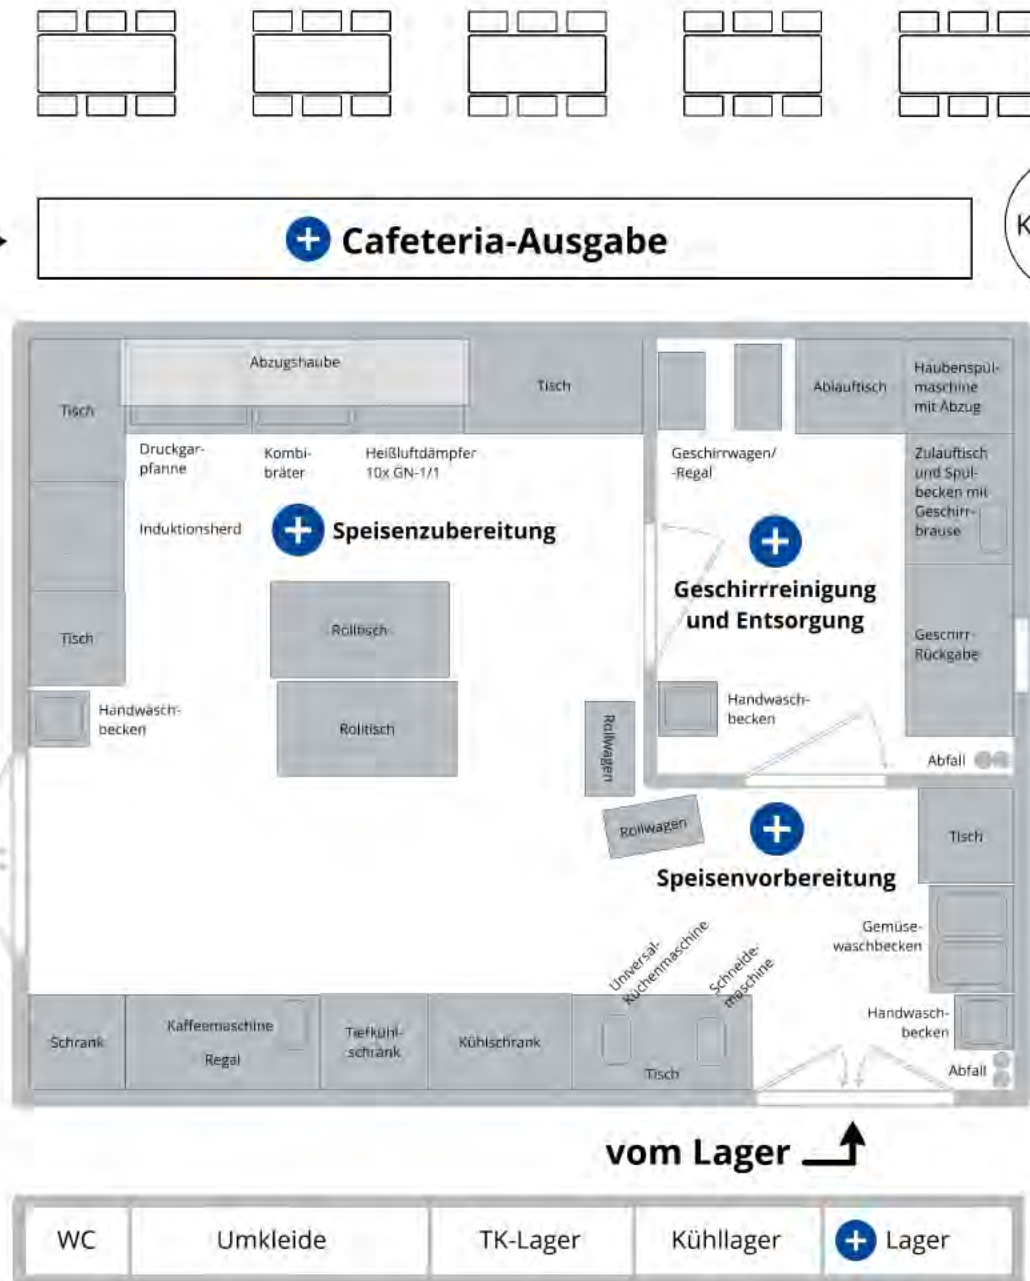 K
Cafeteria-Ausgabe
Abzugshaube
Tisch
Tisch
Ablauftisch
Haubenspül-
maschine
mit Abzug
Druckgar-
pfanne
Kombi-
bräter
Heißluftdämpfer
10x GN-1/1
Geschirrwagen/
-Regal
Zulauftisch
und Spül-
becken mit
Geschirr-
brause
Induktionsherd
Speisenzubereitung
Geschirrreinigung
und Entsorgung
Tisch
Rolltisch
Geschirr-
Rückgabe
Handwasch-
becken
Rolltisch
Rollwagen
Handwasch-
becken
Abfall
Rollwagen
Tisch
Speisenvorbereitung
Gemüse-
waschbecken
Universal-
Küchenmaschine
Schneide-
maschine
Handwasch-
becken
Schrank
Kaffeemaschine
Regal
Tiefkühl-
schrank
Kühlschrank
Tisch
Abfall
vom Lager
WC
Umkleide
TK-Lager
Kühllager
Lager